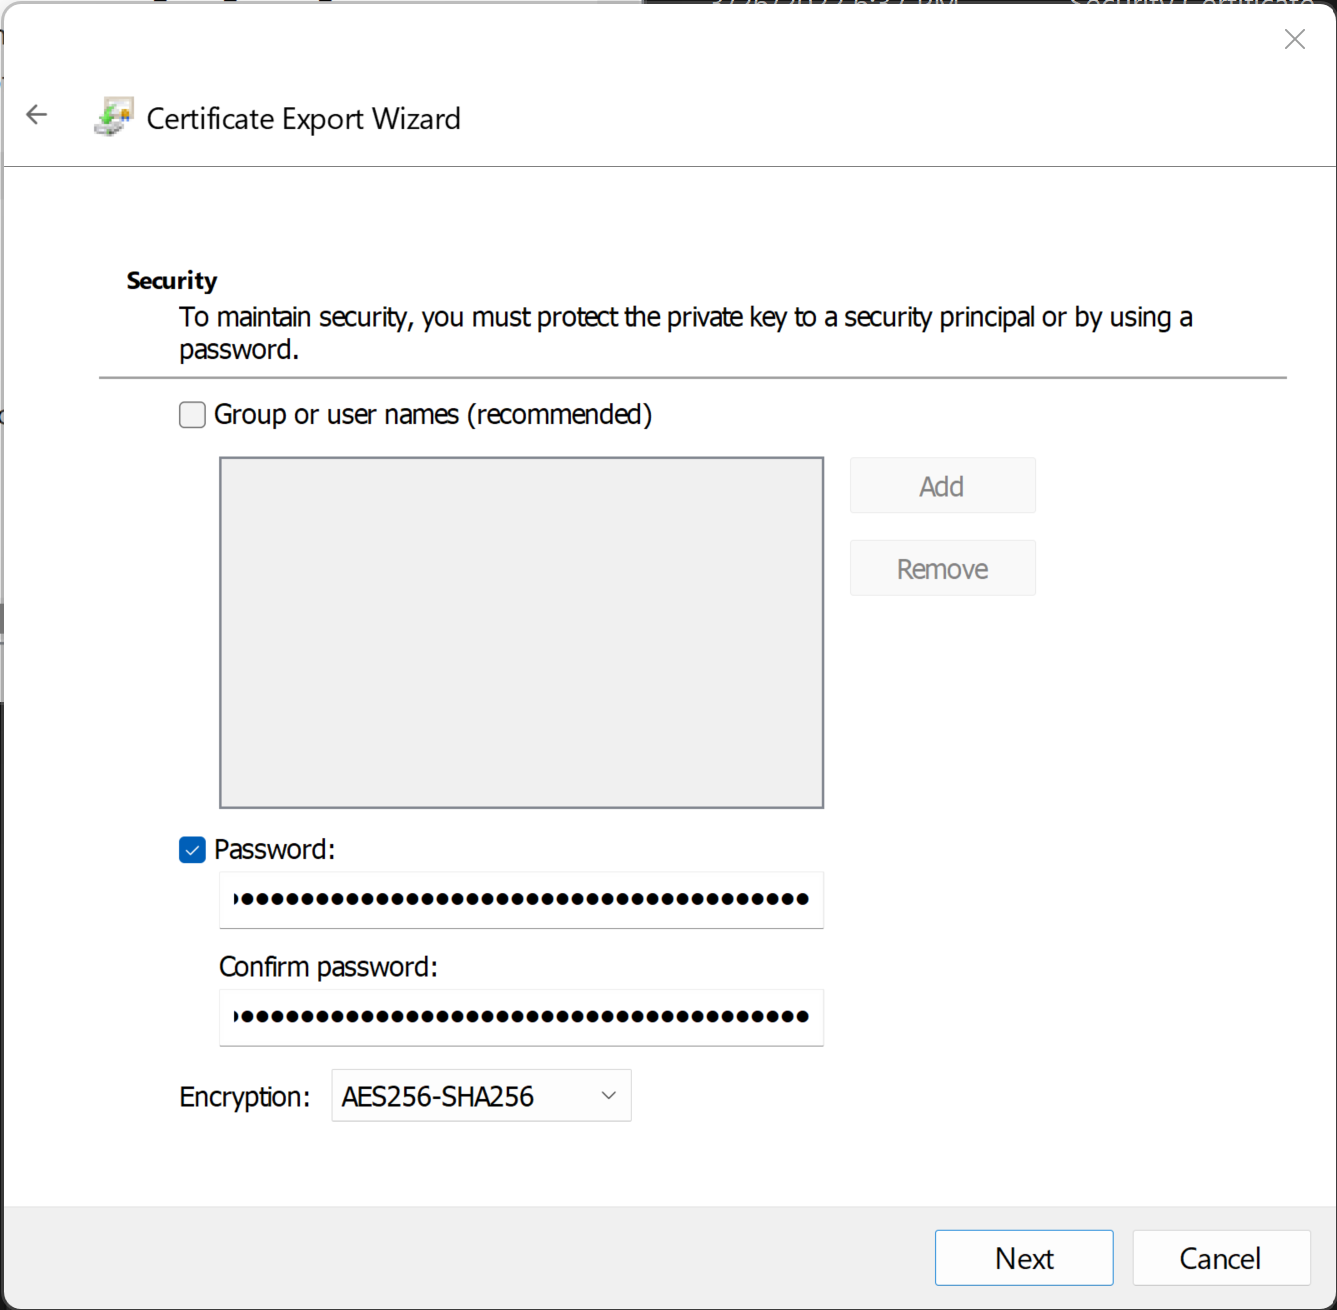 Certificate Export Wizard
Security
To maintain security, you must protect the private key to a security principal or by using a
password.
Group or user names (recommended)
Add
Remove
Password:
●●●●●●●●●●●●●●●●●●●●●●●●●●●●●●●●●●●●●●●
Confirm password:
●●●●●●●●●●●●●●●●●●●●●●●●●●●●●●●●●●●●●●●
Encryption: AES256-SHA256
Next Cancel